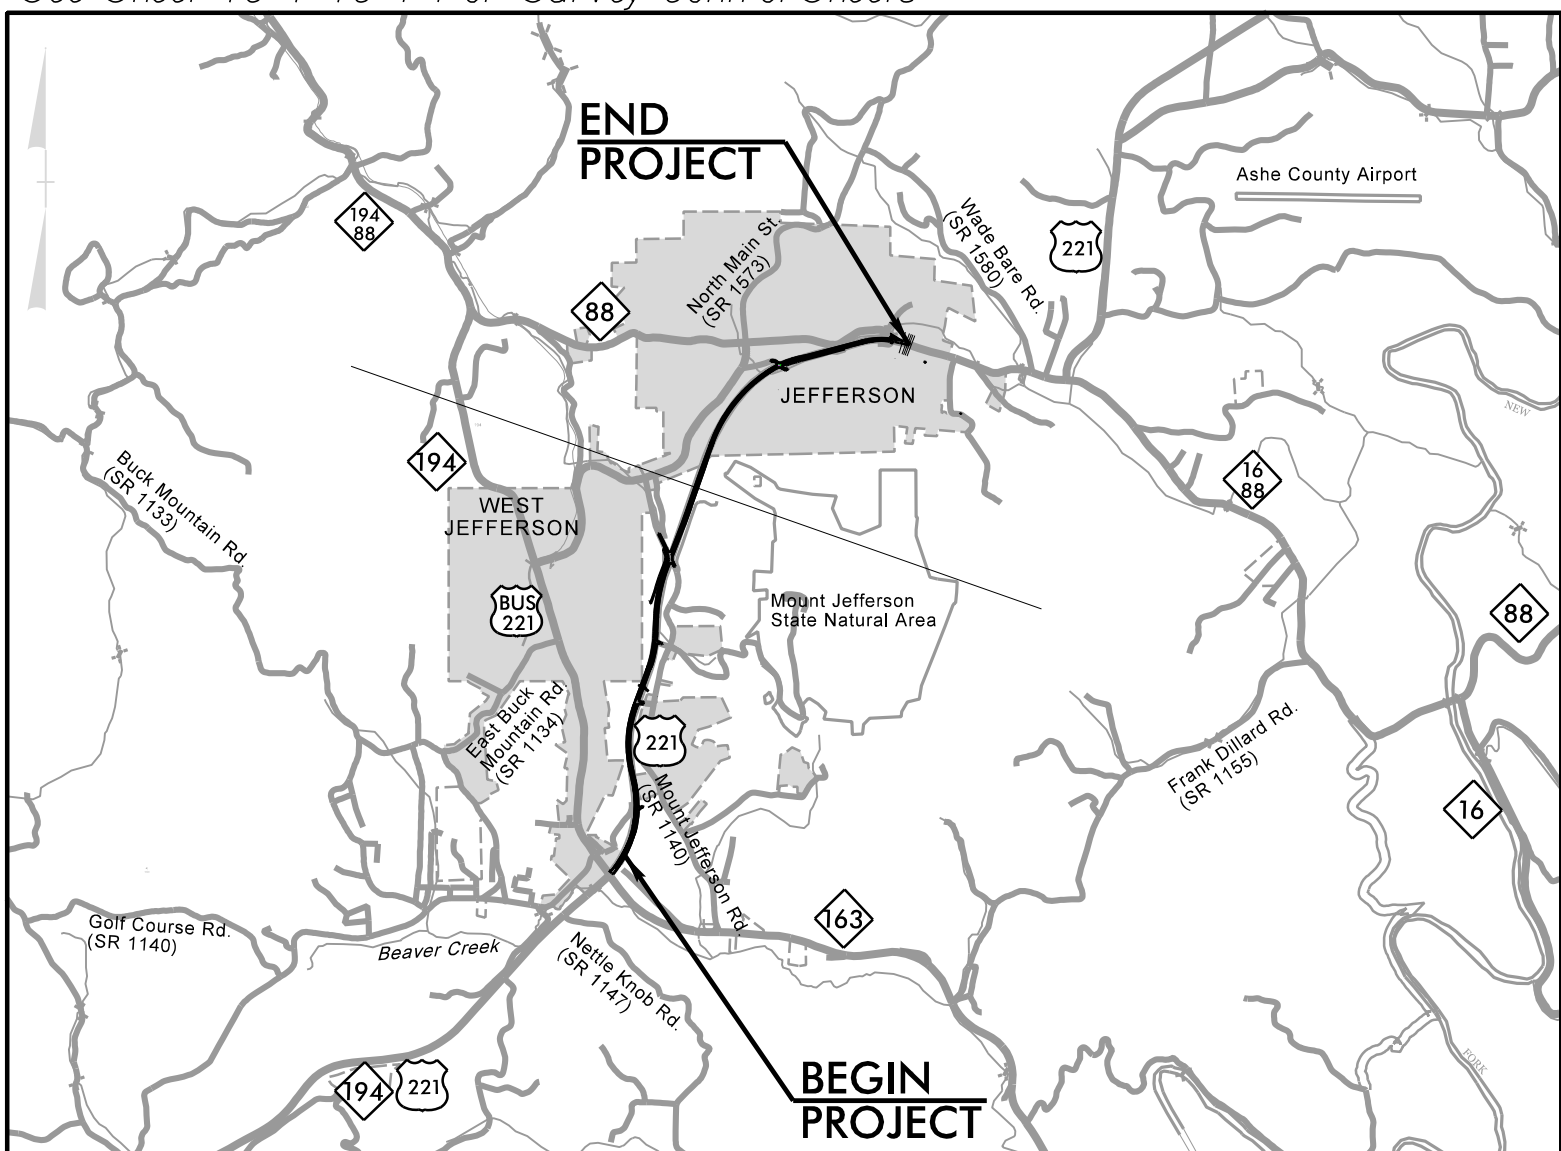 END
PROJECT
Ashe County Airport
194
88
Wade Bare Rd.
(SR 1580)
221
North Main St.
(SR 1573)
88
JEFFERSON
NEW
194
Buck Mountain Rd.
(SR 1133)
16
88
WEST
JEFFERSON
BUS
221
Mount Jefferson
State Natural Area
88
East Buck
Mountain Rd.
(SR 1134)
221
Frank Dillard Rd.
(SR 1155)
Mount Jefferson Rd.
(SR 1140)
16
163
Golf Course Rd.
(SR 1140)
Beaver Creek
Nettle Knob Rd.
(SR 1147)
FORK
194
221
BEGIN
PROJECT